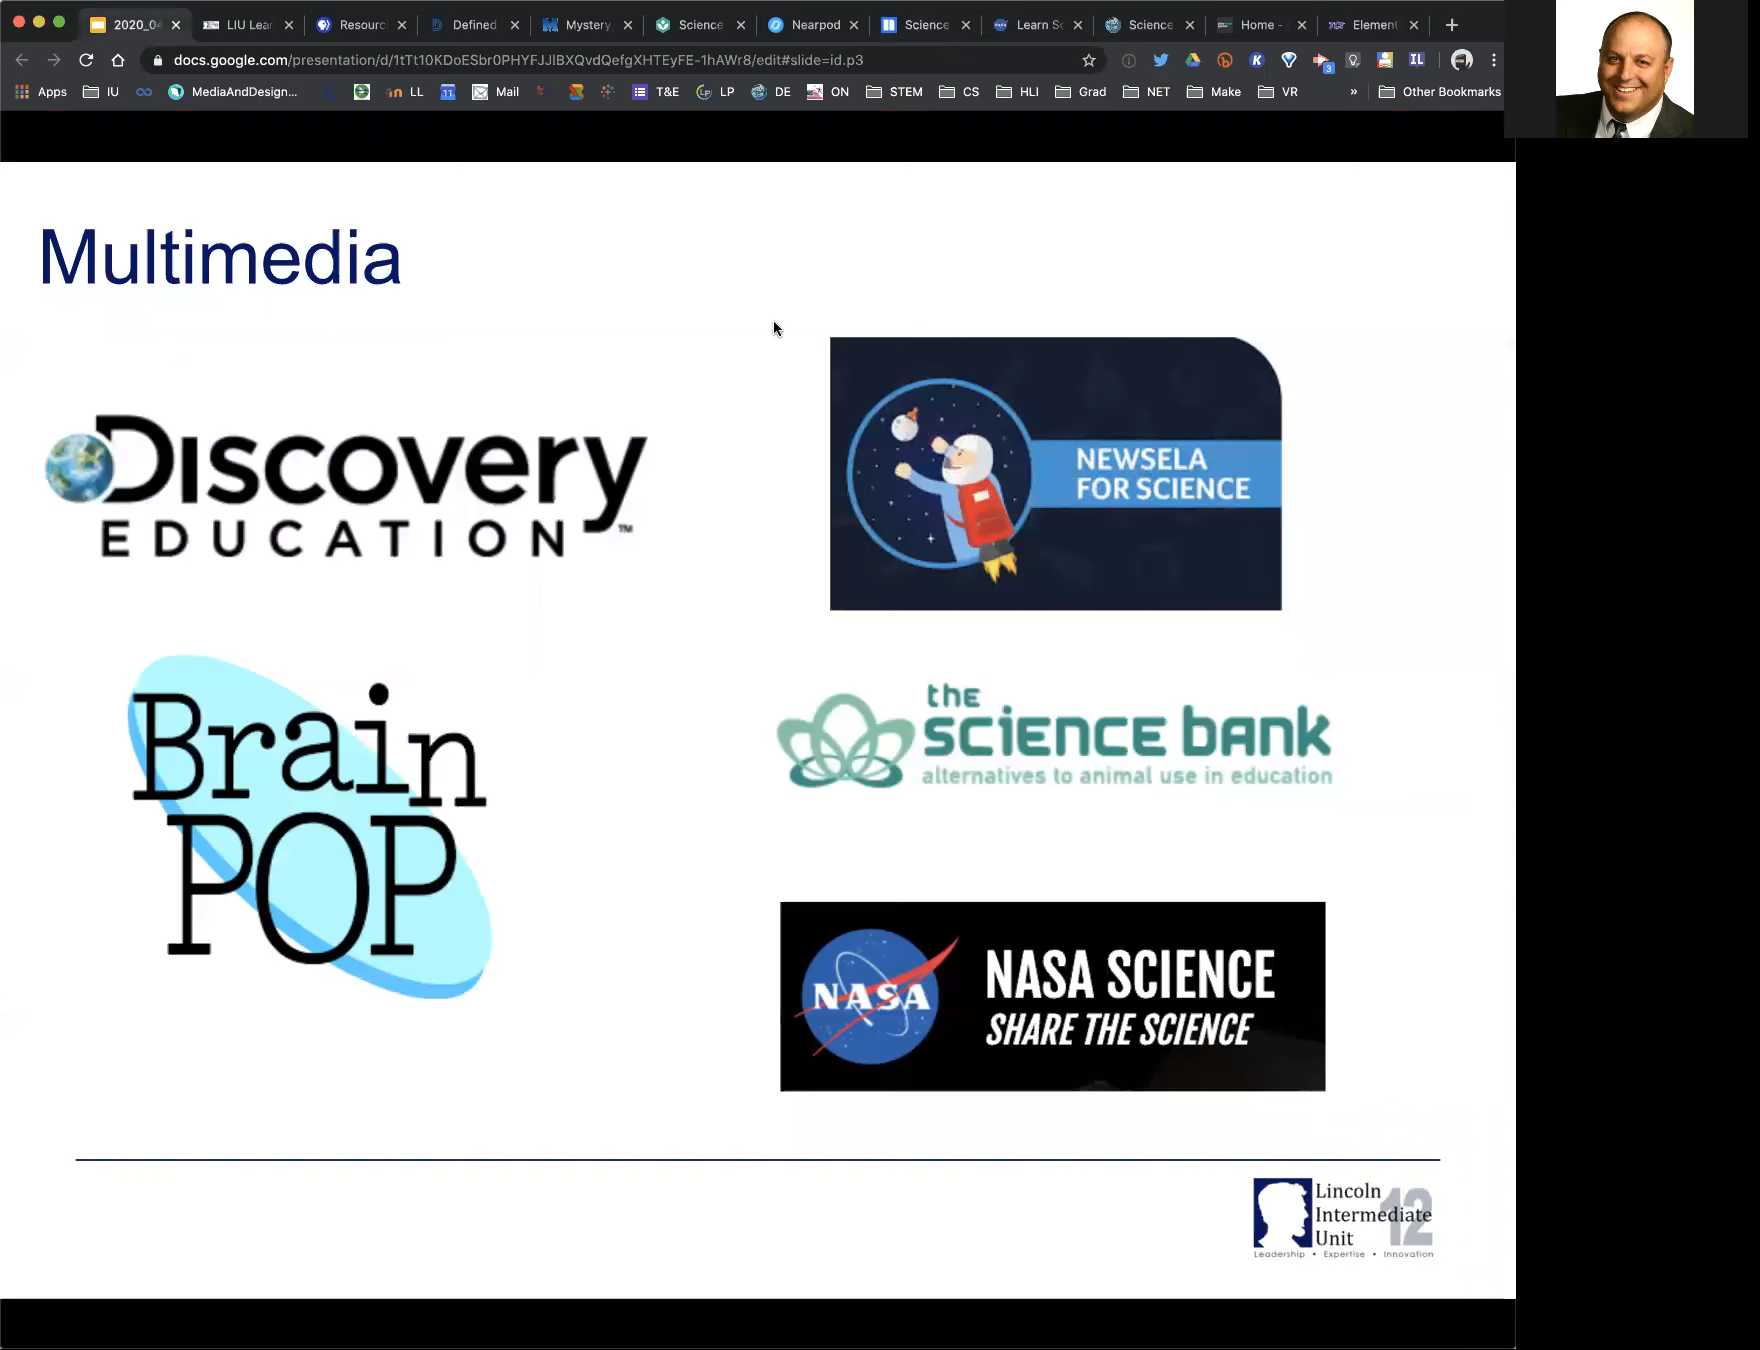 2020_04
LIU Lear
Resourc
Defined
Mystery
Science
Nearpod
Science
Learn Sc
Science
Home -
Element
docs.google.com/presentation/d/1tTt10KDoESbr0PHYFJJlBXQvdQefgXHTEyFE-1hAWr8/edit#slide=id.p3
Apps
IU
MediaAndDesign...
LL
Mail
T&E
LP
DE
ON
STEM
CS
HLI
Grad
NET
Make
VR
»
Other Bookmarks
Multimedia
Discovery
EDUCATION
™
NEWSELA
FOR SCIENCE
Brain
POP
the
science bank
alternatives to animal use in education
NASA
NASA SCIENCE
SHARE THE SCIENCE
Lincoln
Intermediate
Unit
12
Leadership • Expertise • Innovation